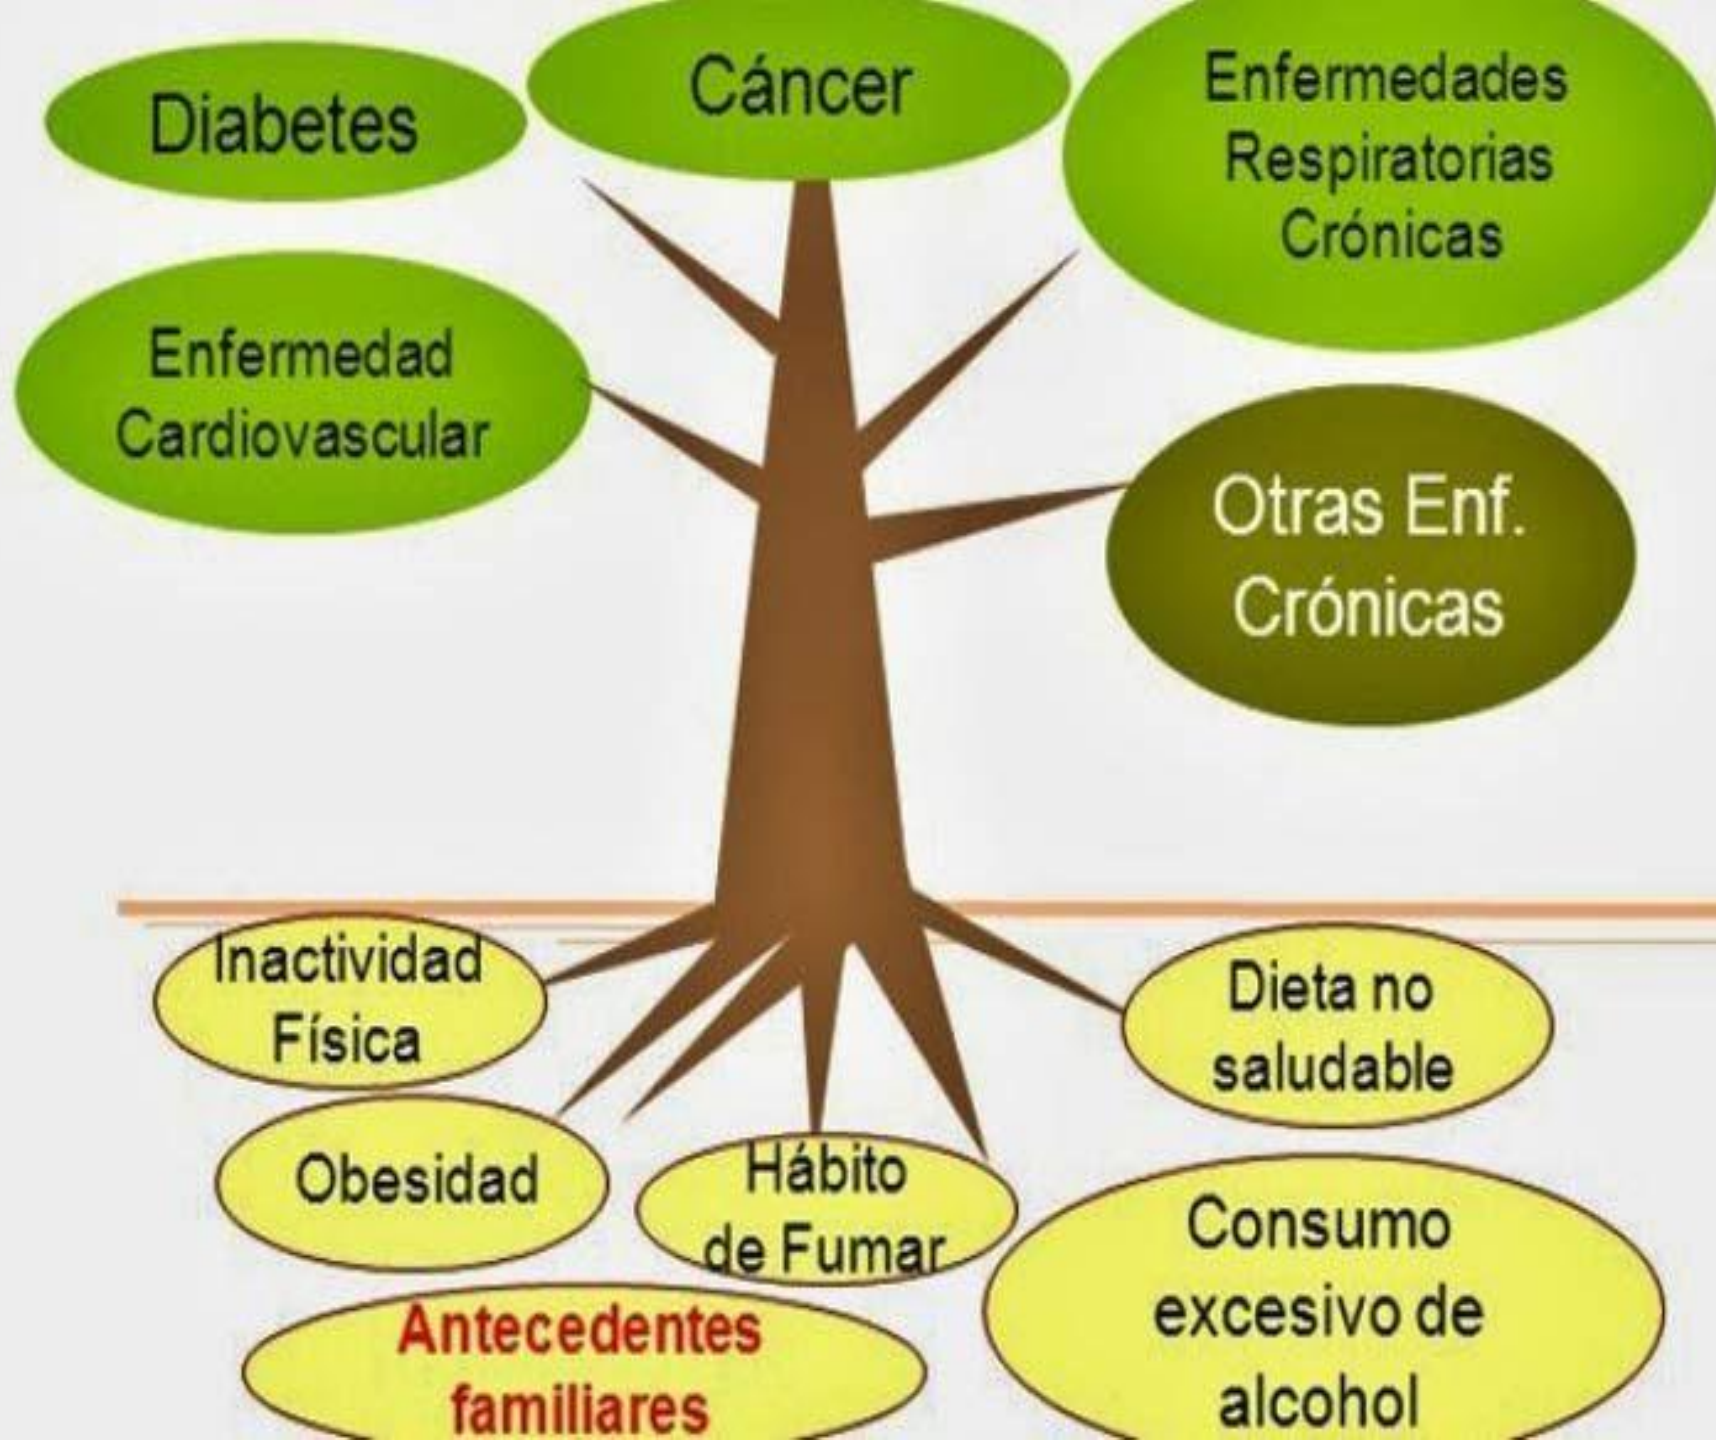 Diabetes
Cáncer
Enfermedades
Respiratorias
Crónicas
Enfermedad
Cardiovascular
Otras Enf.
Crónicas
Inactividad
Física
Dieta no
saludable
Obesidad
Hábito
de Fumar
Consumo
excesivo de
alcohol
Antecedentes
familiares